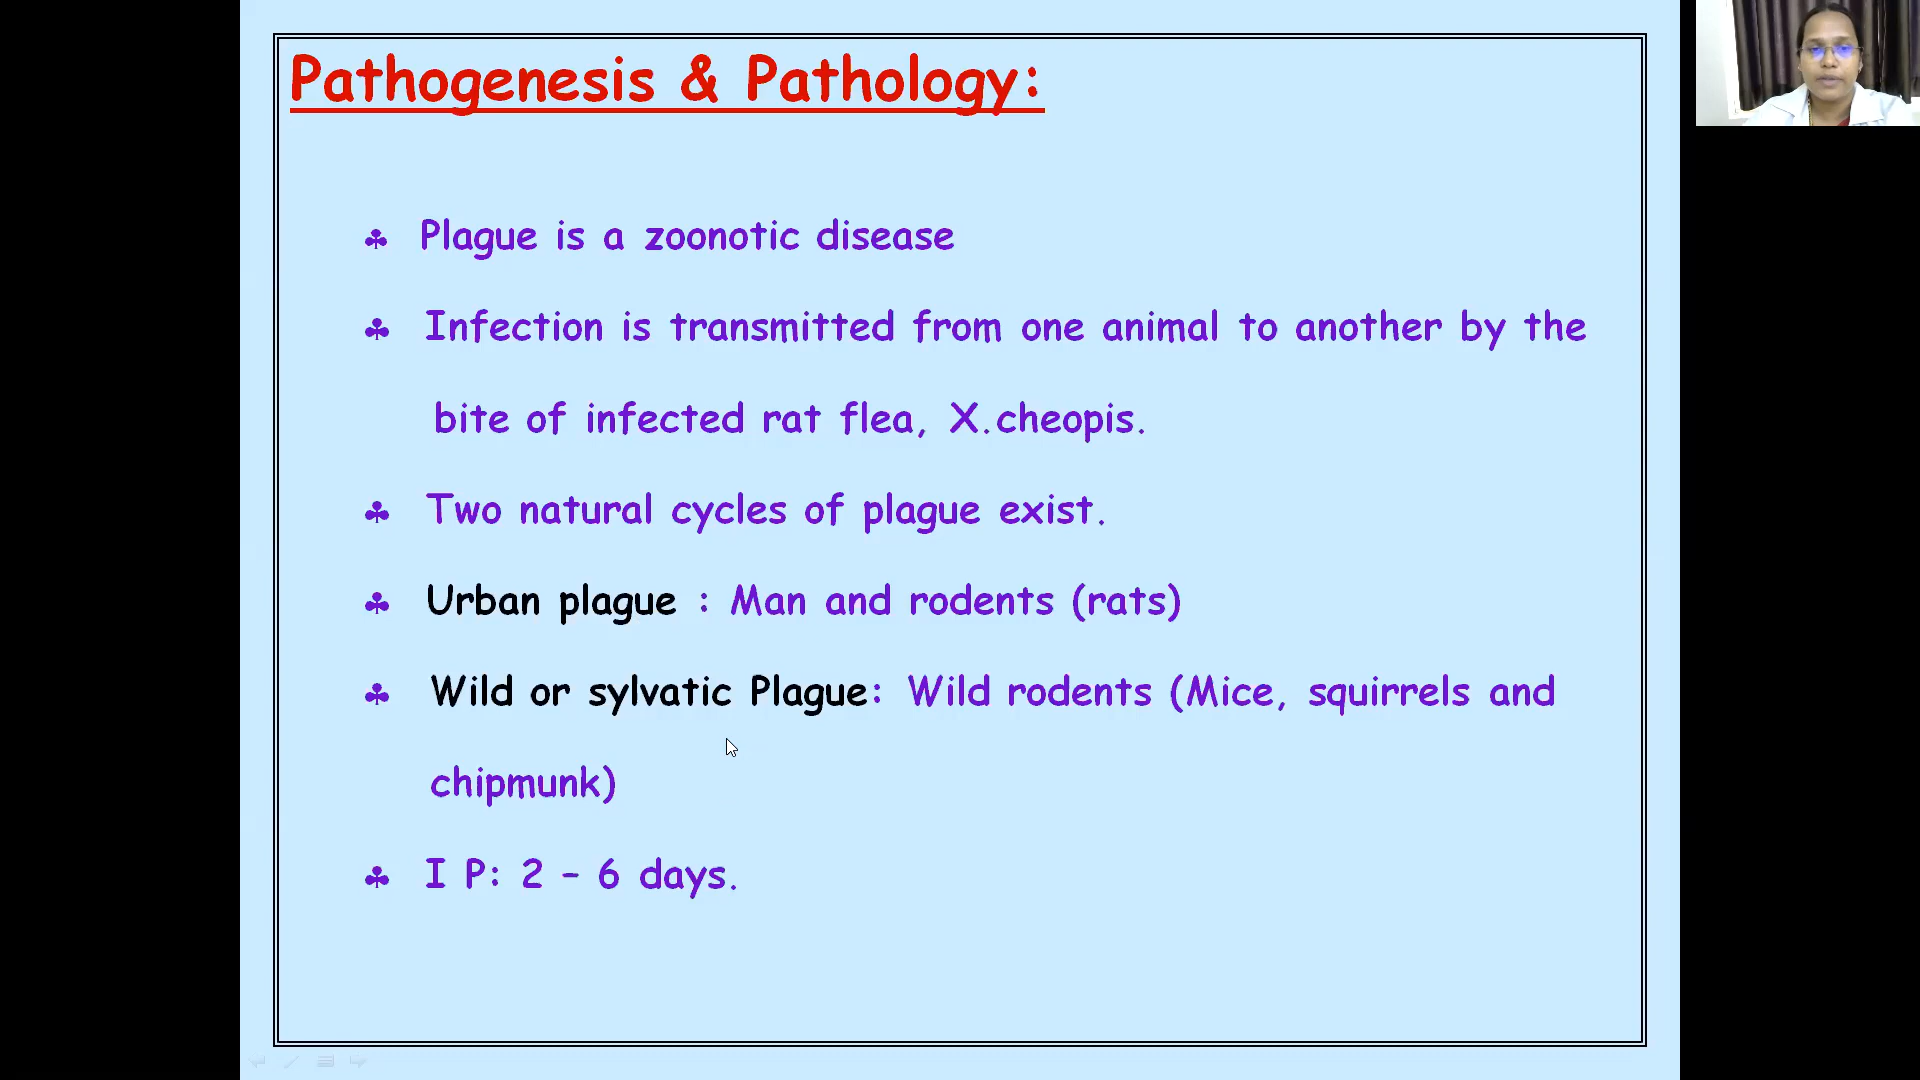 Pathogenesis & Pathology:
♣ Plague is a zoonotic disease
♣ Infection is transmitted from one animal to another by the
bite of infected rat flea, X.cheopis.
♣ Two natural cycles of plague exist.
♣ Urban plague : Man and rodents (rats)
♣ Wild or sylvatic Plague: Wild rodents (Mice, squirrels and
chipmunk)
♣ I P: 2 – 6 days.